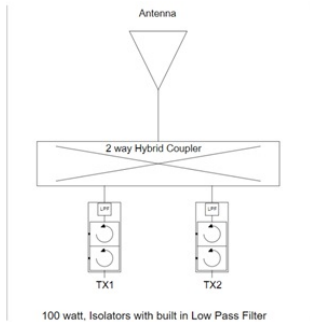 Antenna
2 way Hybrid Coupler
LPF LPF
TX1 TX2
100 watt, Isolators with built in Low Pass Filter